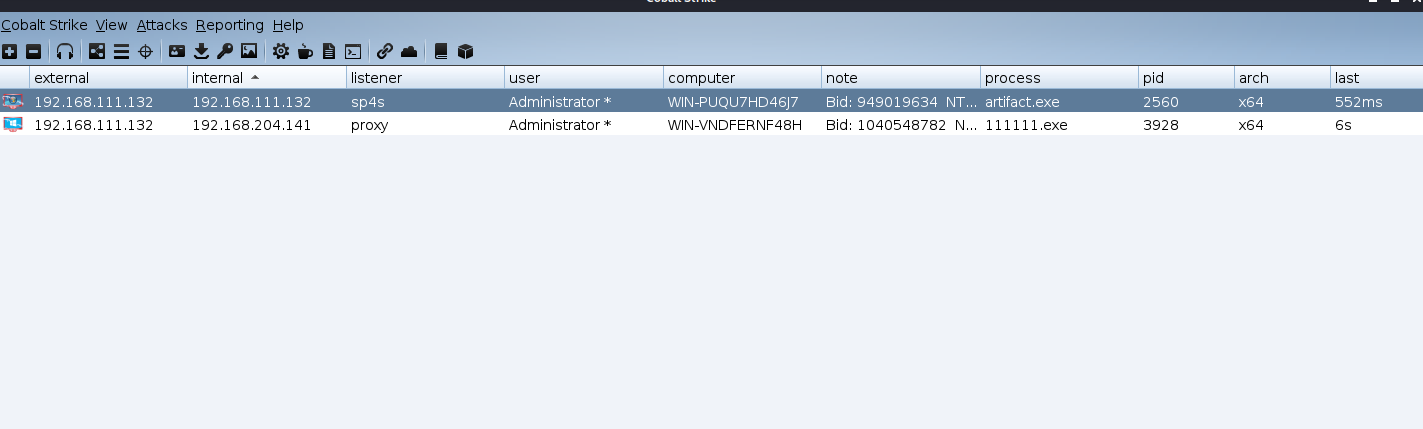 Cobalt Strike
Cobalt Strike View Attacks Reporting Help
external internal listener user computer note process pid arch last
192.168.111.132 192.168.111.132 sp4s Administrator * WIN-PUQU7HD46J7 Bid: 949019634 NT... artifact.exe 2560 x64 552ms
192.168.111.132 192.168.204.141 proxy Administrator * WIN-VNDFERNF48H Bid: 1040548782 N... 111111.exe 3928 x64 6s